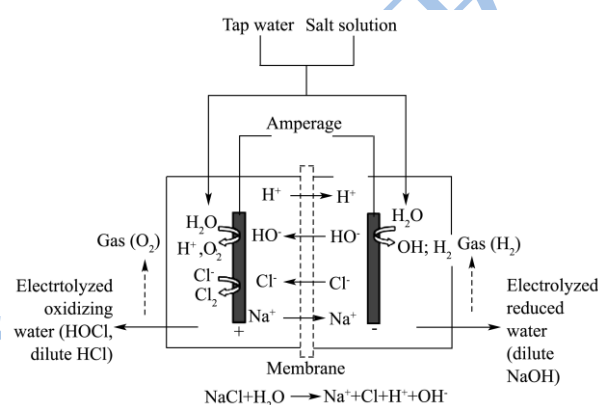 Tap water Salt solution
Amperage
H⁺ → H⁺
H₂O
H⁺,O₂
HO⁻ ← HO⁻
H₂O
OH; H₂
Gas (O₂)
Gas (H₂)
Cl⁻
Cl₂
Cl⁻ ← Cl⁻
Na⁺ → Na⁺
+
-
Electrtolyzed
oxidizing
water (HOCl,
dilute HCl)
Electrolyzed
reduced
water
(dilute
NaOH)
Membrane
NaCl+H₂O → Na⁺+Cl+H⁺+OH⁻